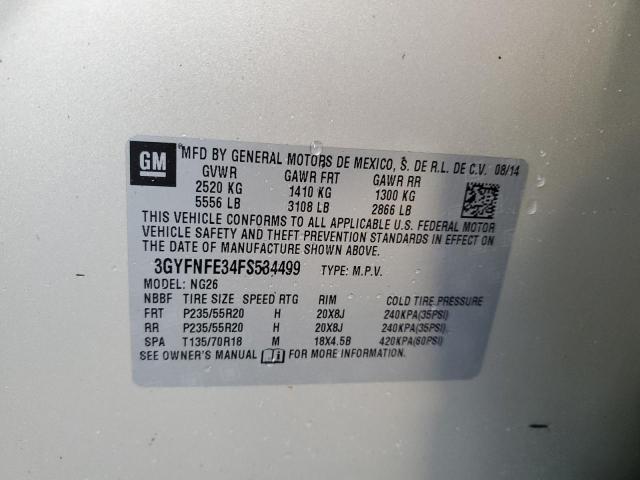 GM
MFD BY GENERAL MOTORS DE MEXICO, S. DE R.L. DE C.V. 08/14
GVWR GAWR FRT GAWR RR
2520 KG 1410 KG 1300 KG
5556 LB 3108 LB 2866 LB
THIS VEHICLE CONFORMS TO ALL APPLICABLE U.S. FEDERAL MOTOR
VEHICLE SAFETY AND THEFT PREVENTION STANDARDS IN EFFECT ON
THE DATE OF MANUFACTURE SHOWN ABOVE.
3GYFNFE34FS534499 TYPE: M.P.V.
MODEL: NG26
NBBF TIRE SIZE SPEED RTG RIM COLD TIRE PRESSURE
FRT P235/55R20 H 20X8J 240KPA(35PSI)
RR P235/55R20 H 20X8J 240KPA(35PSI)
SPA T135/70R18 M 18X4.5B 420KPA(60PSI)
SEE OWNER'S MANUAL i FOR MORE INFORMATION.